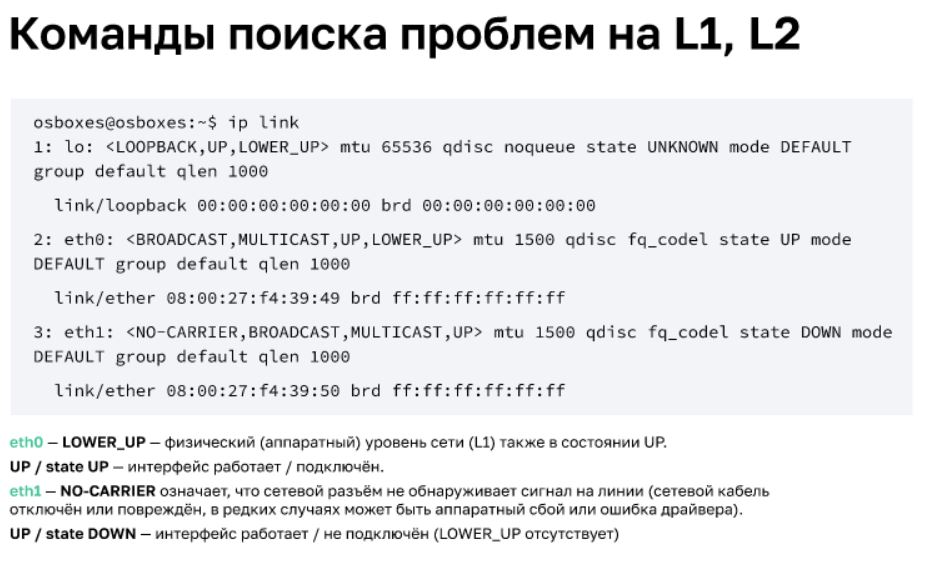 Команды поиска проблем на L1, L2
osboxes@osboxes:~$ ip link
1: lo: <LOOPBACK,UP,LOWER_UP> mtu 65536 qdisc noqueue state UNKNOWN mode DEFAULT
group default qlen 1000
link/loopback 00:00:00:00:00:00 brd 00:00:00:00:00:00
2: eth0: <BROADCAST,MULTICAST,UP,LOWER_UP> mtu 1500 qdisc fq_codel state UP mode
DEFAULT group default qlen 1000
link/ether 08:00:27:f4:39:49 brd ff:ff:ff:ff:ff:ff
3: eth1: <NO-CARRIER,BROADCAST,MULTICAST,UP> mtu 1500 qdisc fq_codel state DOWN mode
DEFAULT group default qlen 1000
link/ether 08:00:27:f4:39:50 brd ff:ff:ff:ff:ff:ff
eth0 — LOWER_UP — физический (аппаратный) уровень сети (L1) также в состоянии UP.
UP / state UP — интерфейс работает / подключён.
eth1 — NO-CARRIER означает, что сетевой разъём не обнаруживает сигнал на линии (сетевой кабель
отключён или повреждён, в редких случаях может быть аппаратный сбой или ошибка драйвера).
UP / state DOWN — интерфейс работает / не подключён (LOWER_UP отсутствует)